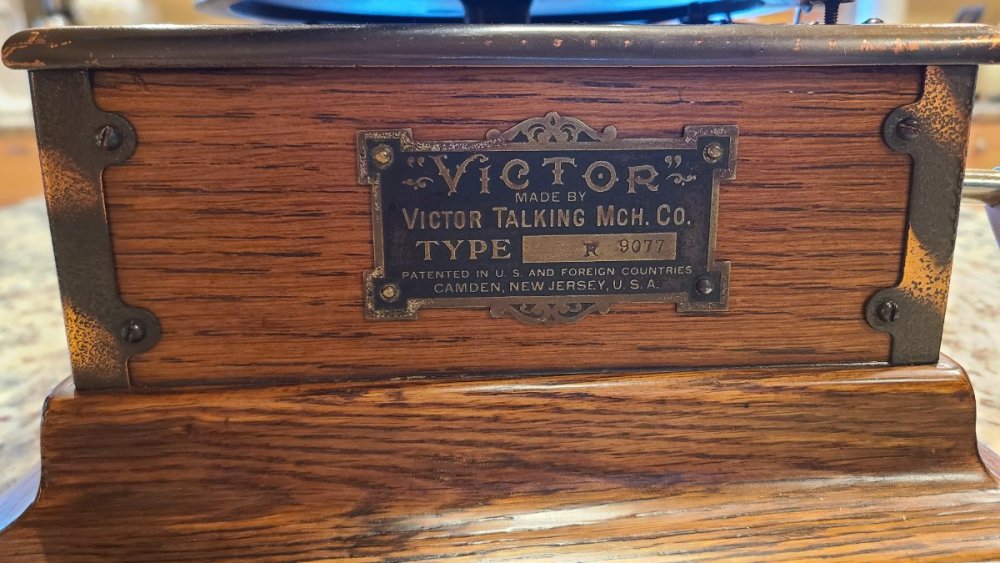 "VICTOR"
MADE BY
VICTOR TALKING MCH. CO.
TYPE R 9077
PATENTED IN U. S. AND FOREIGN COUNTRIES
CAMDEN, NEW JERSEY, U. S. A.